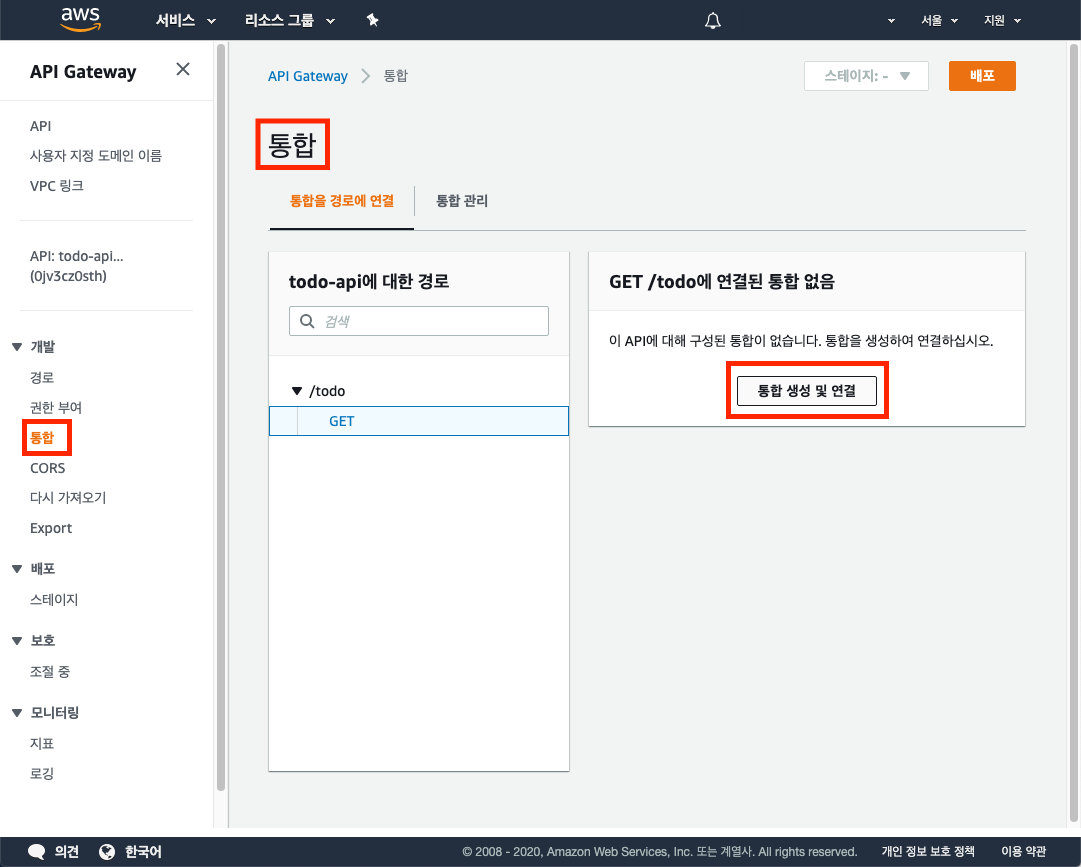 aws 서비스 리소스 그룹 서울 지원
API Gateway
API
사용자 지정 도메인 이름
VPC 링크
API: todo-api...
(0jv3cz0sth)
개발
경로
권한 부여
통합
CORS
다시 가져오기
Export
배포
스테이지
보호
조절 중
모니터링
지표
로깅
API Gateway 통합
스테이지: -
배포
통합
통합을 경로에 연결
통합 관리
todo-api에 대한 경로
검색
/todo
GET
GET /todo에 연결된 통합 없음
이 API에 대해 구성된 통합이 없습니다. 통합을 생성하여 연결하십시오.
통합 생성 및 연결
의견 한국어 © 2008 - 2020, Amazon Web Services, Inc. 또는 계열사. All rights reserved. 개인 정보 보호 정책 이용 약관